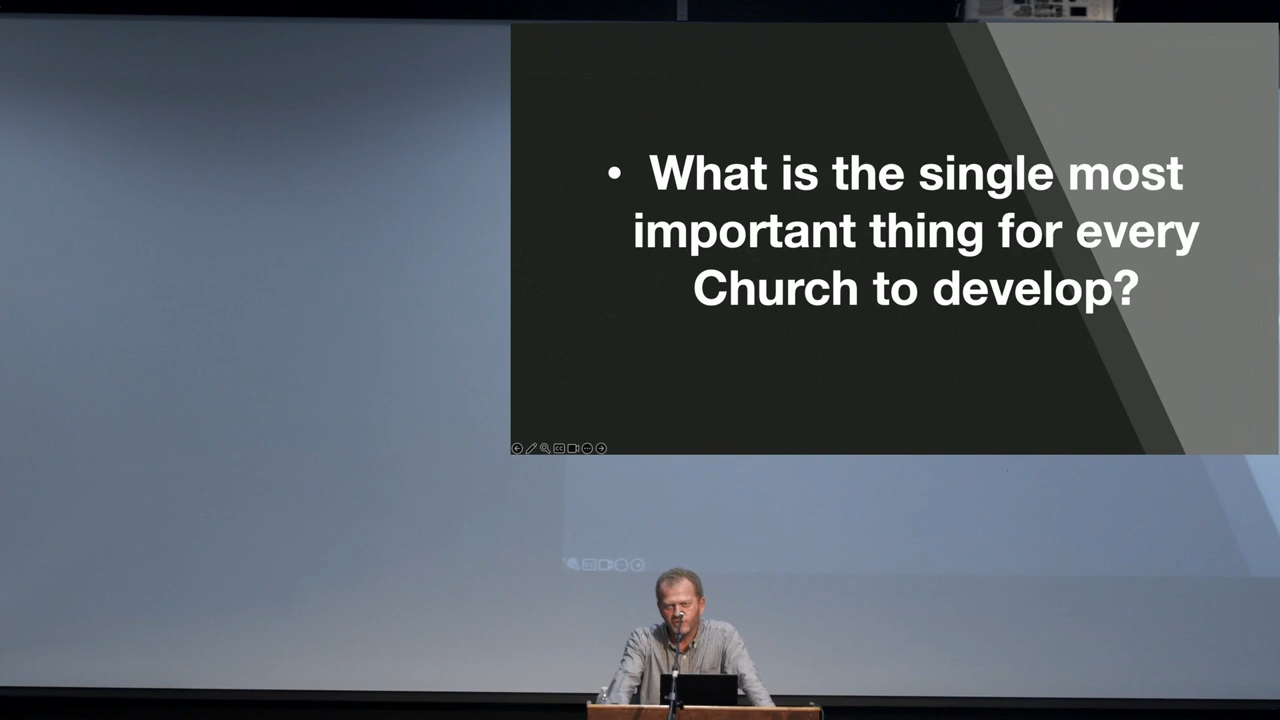 • What is the single most
important thing for every
Church to develop?